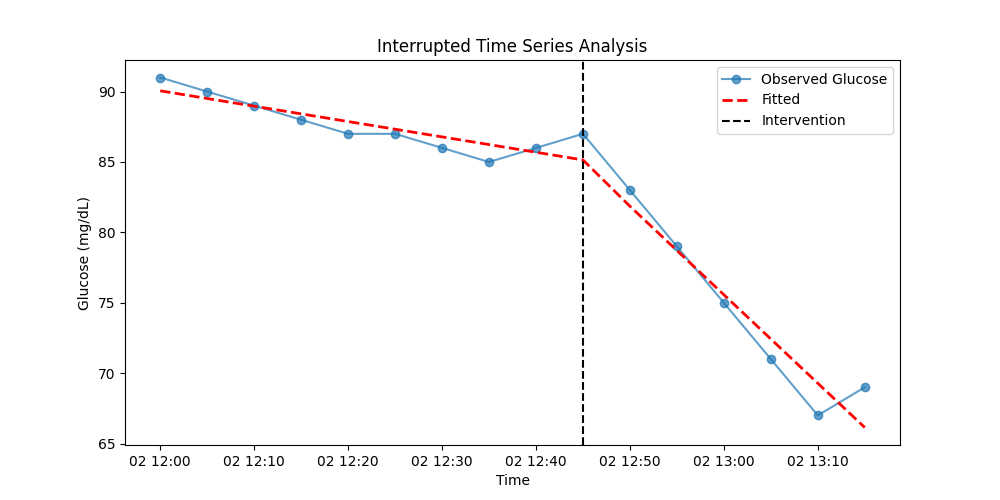 Interrupted Time Series Analysis
Observed Glucose
Fitted
Intervention
Glucose (mg/dL)
90
85
80
75
70
65
02 12:00 02 12:10 02 12:20 02 12:30 02 12:40 02 12:50 02 13:00 02 13:10
Time